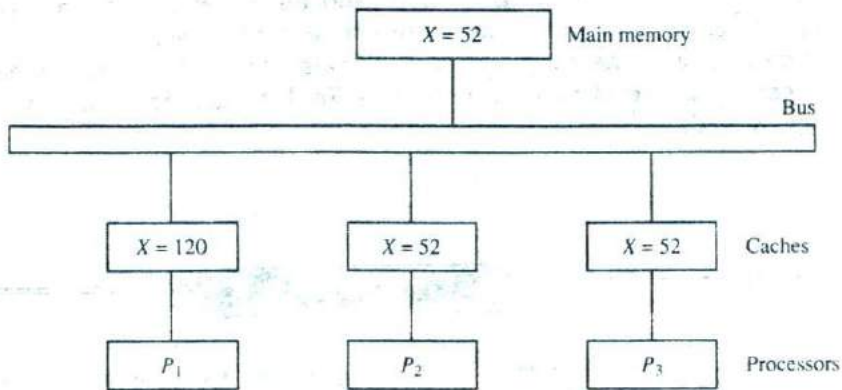 X = 52 Main memory
Bus
X = 120 X = 52 X = 52 Caches
P1 P2 P3 Processors